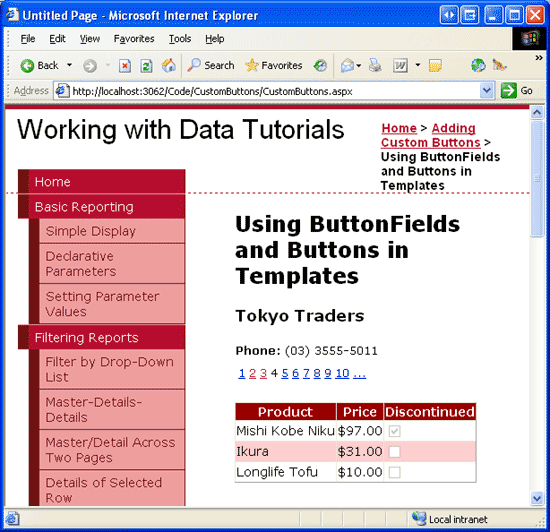 Untitled Page - Microsoft Internet Explorer
File Edit View Favorites Tools Help
Back Search Favorites
Address http://localhost:3062/Code/CustomButtons/CustomButtons.aspx Go
Working with Data Tutorials
Home > Adding
Custom Buttons >
Using ButtonFields
and Buttons in
Templates
Home
Basic Reporting
Simple Display
Declarative
Parameters
Setting Parameter
Values
Filtering Reports
Filter by Drop-Down
List
Master-Details-
Details
Master/Detail Across
Two Pages
Details of Selected
Row
Using ButtonFields
and Buttons in
Templates
Tokyo Traders
Phone: (03) 3555-5011
1 2 3 4 5 6 7 8 9 10 ...
Product Price Discontinued
Mishi Kobe Niku $97.00
Ikura $31.00
Longlife Tofu $10.00
Local intranet